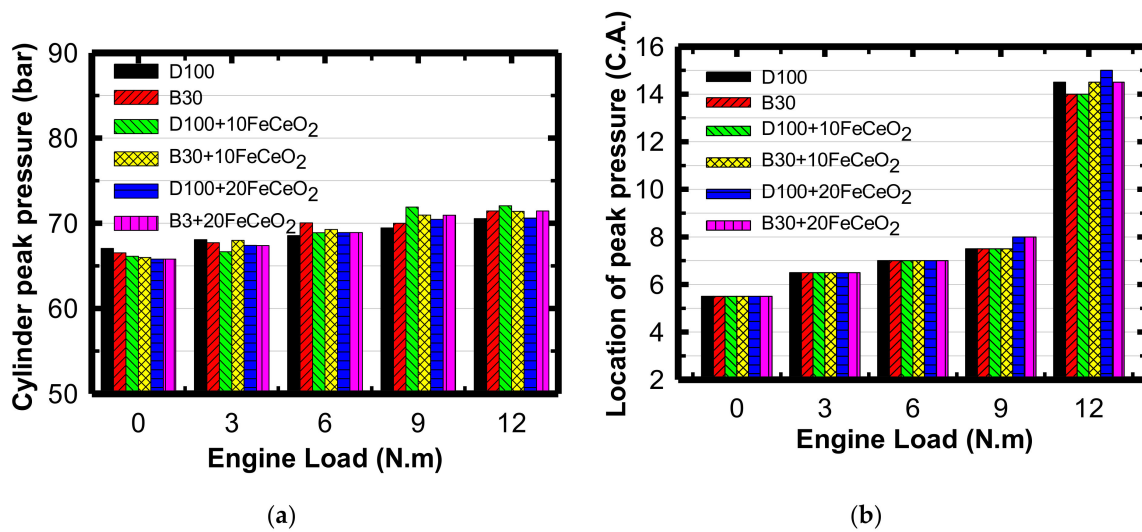 Cylinder peak pressure (bar)
90
80
70
60
50
D100
B30
D100+10FeCeO2
B30+10FeCeO2
D100+20FeCeO2
B3+20FeCeO2
0 3 6 9 12
Engine Load (N.m)
(a)
Location of peak pressure (C.A.)
16
14
12
10
8
6
4
2
D100
B30
D100+10FeCeO2
B30+10FeCeO2
D100+20FeCeO2
B30+20FeCeO2
0 3 6 9 12
Engine Load (N.m)
(b)